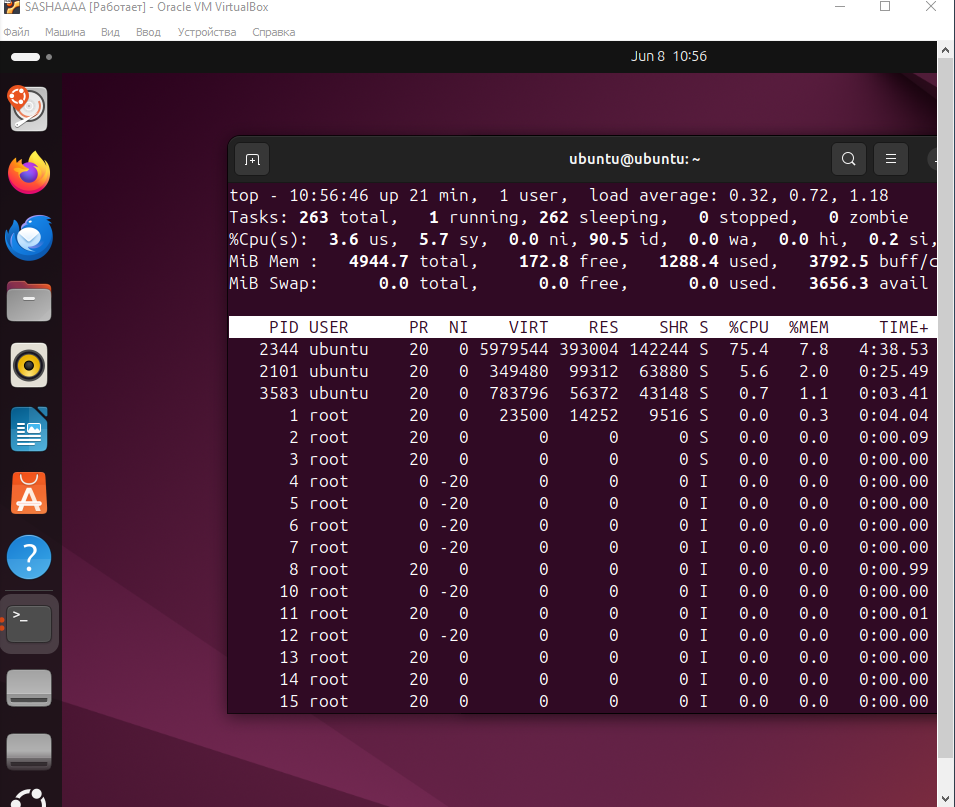 SASHAAAA [Работает] - Oracle VM VirtualBox
Файл Машина Вид Ввод Устройства Справка
Jun 8 10:56
ubuntu@ubuntu: ~
top - 10:56:46 up 21 min, 1 user, load average: 0.32, 0.72, 1.18
Tasks: 263 total, 1 running, 262 sleeping, 0 stopped, 0 zombie
%Cpu(s): 3.6 us, 5.7 sy, 0.0 ni, 90.5 id, 0.0 wa, 0.0 hi, 0.2 si,
MiB Mem : 4944.7 total, 172.8 free, 1288.4 used, 3792.5 buff/c
MiB Swap: 0.0 total, 0.0 free, 0.0 used. 3656.3 avail
PID USER PR NI VIRT RES SHR S %CPU %MEM TIME+
2344 ubuntu 20 0 5979544 393004 142244 S 75.4 7.8 4:38.53
2101 ubuntu 20 0 349480 99312 63880 S 5.6 2.0 0:25.49
3583 ubuntu 20 0 783796 56372 43148 S 0.7 1.1 0:03.41
1 root 20 0 23500 14252 9516 S 0.0 0.3 0:04.04
2 root 20 0 0 0 0 S 0.0 0.0 0:00.09
3 root 20 0 0 0 0 S 0.0 0.0 0:00.00
4 root 0 -20 0 0 0 I 0.0 0.0 0:00.00
5 root 0 -20 0 0 0 I 0.0 0.0 0:00.00
6 root 0 -20 0 0 0 I 0.0 0.0 0:00.00
7 root 0 -20 0 0 0 I 0.0 0.0 0:00.00
8 root 20 0 0 0 0 I 0.0 0.0 0:00.99
10 root 0 -20 0 0 0 I 0.0 0.0 0:00.00
11 root 20 0 0 0 0 I 0.0 0.0 0:00.01
12 root 0 -20 0 0 0 I 0.0 0.0 0:00.00
13 root 20 0 0 0 0 I 0.0 0.0 0:00.00
14 root 20 0 0 0 0 I 0.0 0.0 0:00.00
15 root 20 0 0 0 0 I 0.0 0.0 0:00.00